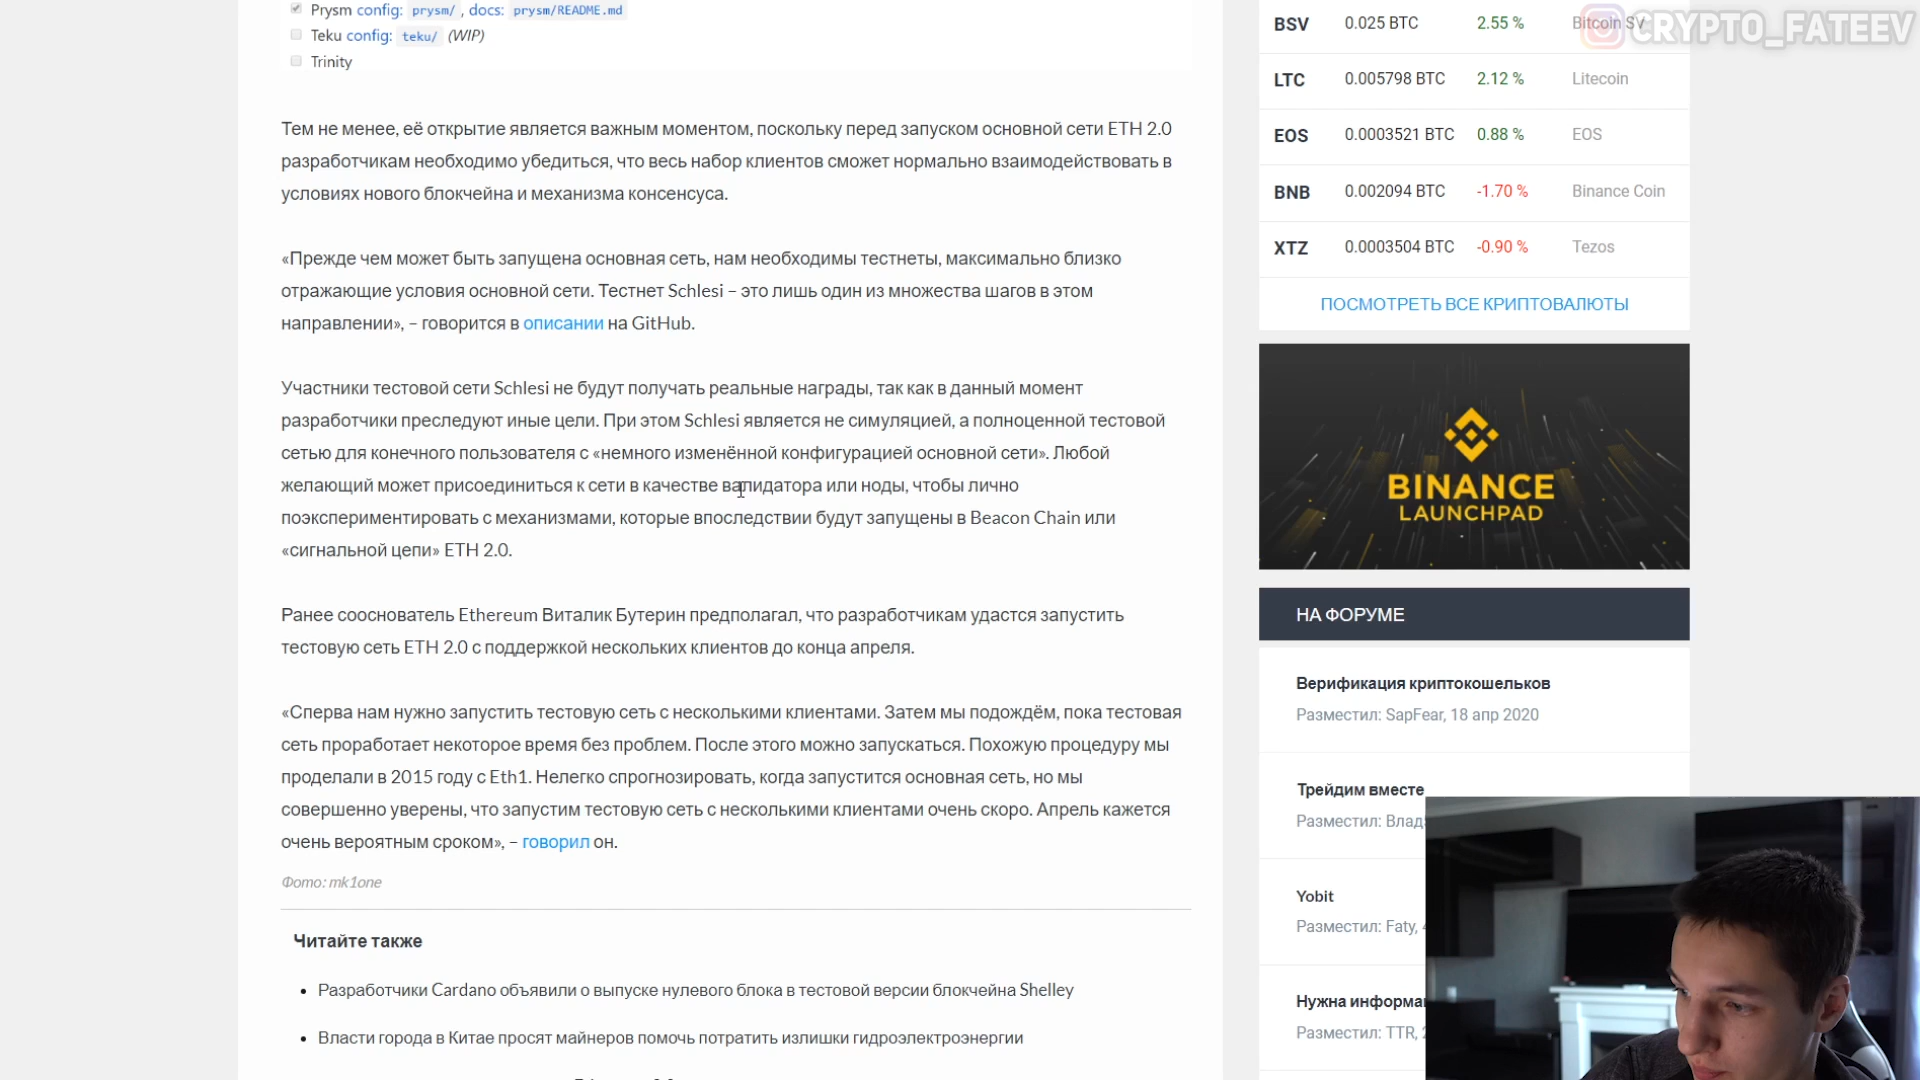 Prysm config: prysm/ , docs: prysm/README.md
Teku config: teku/ (WIP)
Trinity
Тем не менее, её открытие является важным моментом, поскольку перед запуском основной сети ETH 2.0
разработчикам необходимо убедиться, что весь набор клиентов сможет нормально взаимодействовать в
условиях нового блокчейна и механизма консенсуса.
«Прежде чем может быть запущена основная сеть, нам необходимы тестнеты, максимально близко
отражающие условия основной сети. Тестнет Schlesi – это лишь один из множества шагов в этом
направлении», – говорится в описании на GitHub.
Участники тестовой сети Schlesi не будут получать реальные награды, так как в данный момент
разработчики преследуют иные цели. При этом Schlesi является не симуляцией, а полноценной тестовой
сетью для конечного пользователя с «немного изменённой конфигурацией основной сети». Любой
желающий может присоединиться к сети в качестве валидатора или ноды, чтобы лично
поэкспериментировать с механизмами, которые впоследствии будут запущены в Beacon Chain или
«сигнальной цепи» ETH 2.0.
Ранее сооснователь Ethereum Виталик Бутерин предполагал, что разработчикам удастся запустить
тестовую сеть ETH 2.0 с поддержкой нескольких клиентов до конца апреля.
«Сперва нам нужно запустить тестовую сеть с несколькими клиентами. Затем мы подождём, пока тестовая
сеть проработает некоторое время без проблем. После этого можно запускаться. Похожую процедуру мы
проделали в 2015 году с Eth1. Нелегко спрогнозировать, когда запустится основная сеть, но мы
совершенно уверены, что запустим тестовую сеть с несколькими клиентами очень скоро. Апрель кажется
очень вероятным сроком», – говорил он.
Фото: mk1one
Читайте также
Разработчики Cardano объявили о выпуске нулевого блока в тестовой версии блокчейна Shelley
Власти города в Китае просят майнеров помочь потратить излишки гидроэлектроэнергии
BSV 0.025 BTC 2.55 % Bitcoin SV
CRYPTO_FATEEV
LTC 0.005798 BTC 2.12 % Litecoin
EOS 0.0003521 BTC 0.88 % EOS
BNB 0.002094 BTC -1.70 % Binance Coin
XTZ 0.0003504 BTC -0.90 % Tezos
ПОСМОТРЕТЬ ВСЕ КРИПТОВАЛЮТЫ
BINANCE
LAUNCHPAD
НА ФОРУМЕ
Верификация криптокошельков
Разместил: SapFear, 18 апр 2020
Трейдим вместе
Разместил: Влад
Yobit
Разместил: Faty,
Нужна информа
Разместил: TTR,